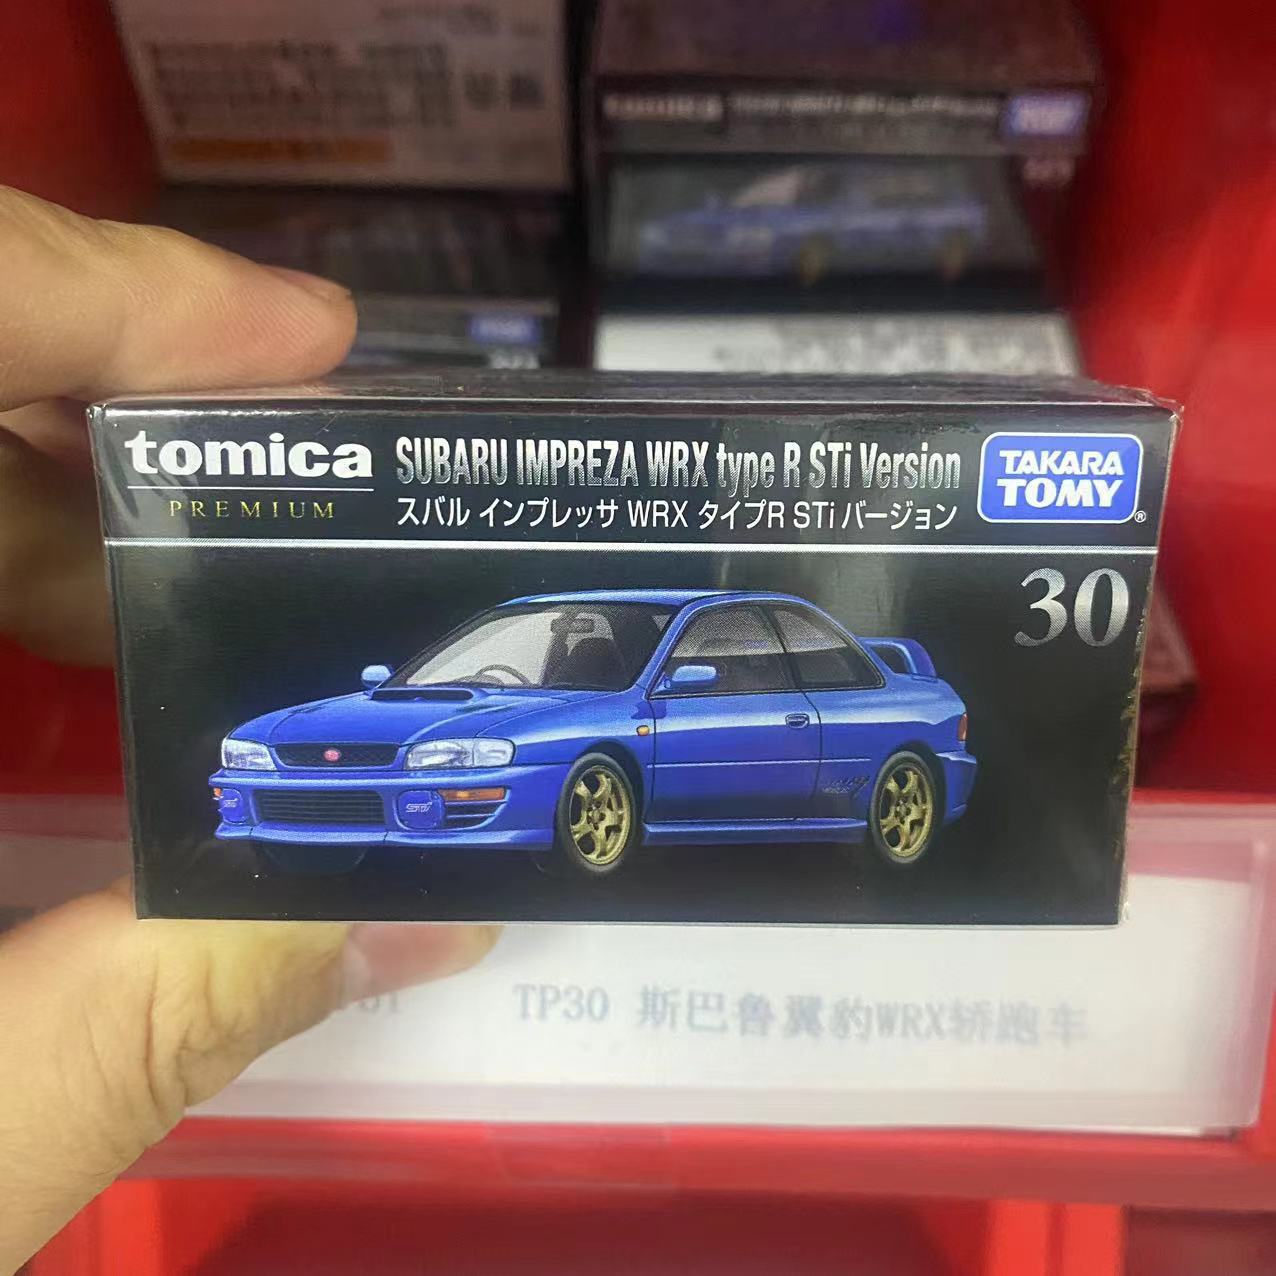 tomica
PREMIUM
SUBARU IMPREZA WRX type R STi Version
スバル インプレッサ WRX タイプR STi バージョン
TAKARA
TOMY®
30
STi
TP30 斯巴鲁翼豹WRX轿跑车